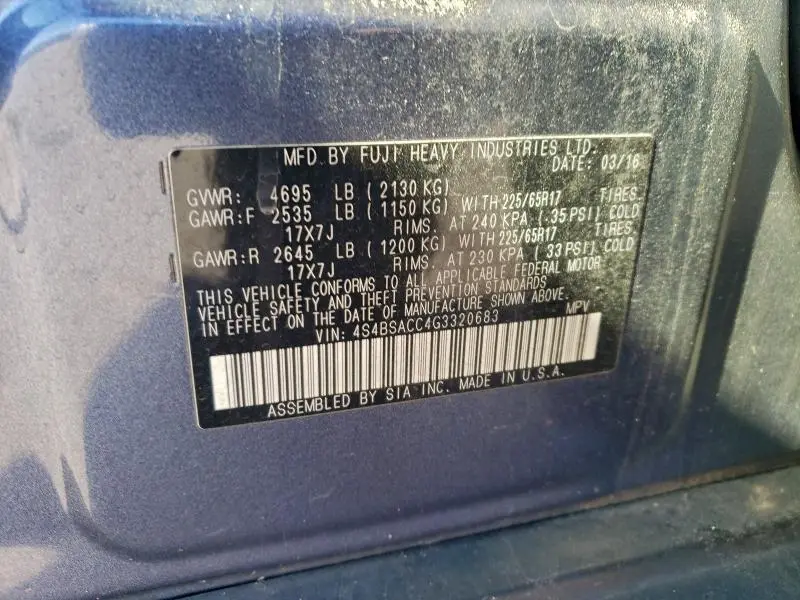 MFD BY FUJI HEAVY INDUSTRIES LTD.
DATE: 03/16
GVWR: 4695 LB ( 2130 KG)
GAWR:F 2535 LB ( 1150 KG) WITH 225/65R17 TIRES.
17X7J RIMS. AT 240 KPA ( 35 PSI) COLD
GAWR:R 2645 LB ( 1200 KG) WITH 225/65R17 TIRES.
17X7J RIMS. AT 230 KPA ( 33 PSI) COLD
THIS VEHICLE CONFORMS TO ALL APPLICABLE FEDERAL MOTOR
VEHICLE SAFETY AND THEFT PREVENTION STANDARDS
IN EFFECT ON THE DATE OF MANUFACTURE SHOWN ABOVE.
VIN: 4S4BSACC4G3320683 MPV
ASSEMBLED BY SIA INC. MADE IN U.S.A.